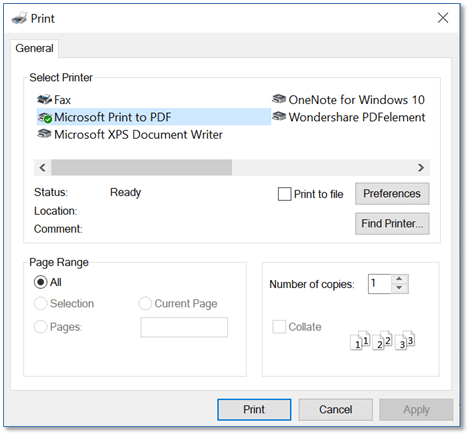 Print
General
Select Printer
Fax
Microsoft Print to PDF
Microsoft XPS Document Writer
OneNote for Windows 10
Wondershare PDFelement
Status: Ready
Location:
Comment:
Print to file
Preferences
Find Printer...
Page Range
All
Selection
Current Page
Pages:
Number of copies: 1
Collate
1 1 2 2 3 3
Print
Cancel
Apply